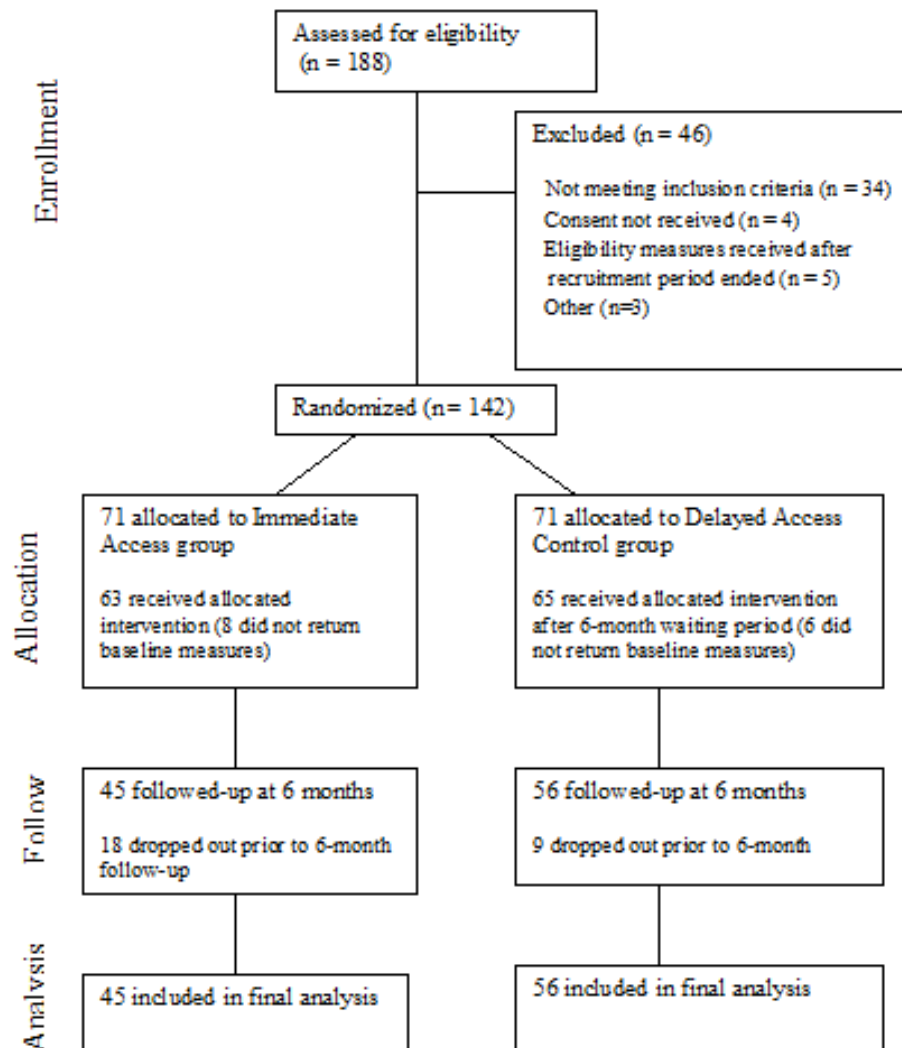 Enrollment
Assessed for eligibility
(n = 188)
Excluded (n = 46)
Not meeting inclusion criteria (n = 34)
Consent not received (n = 4)
Eligibility measures received after
recruitment period ended (n = 5)
Other (n=3)
Randomized (n = 142)
Allocation
71 allocated to Immediate
Access group
63 received allocated
intervention (8 did not return
baseline measures)
71 allocated to Delayed Access
Control group
65 received allocated intervention
after 6-month waiting period (6 did
not return baseline measures)
Follow
45 followed-up at 6 months
18 dropped out prior to 6-month
follow-up
56 followed-up at 6 months
9 dropped out prior to 6-month
Analysis
45 included in final analysis
56 included in final analysis